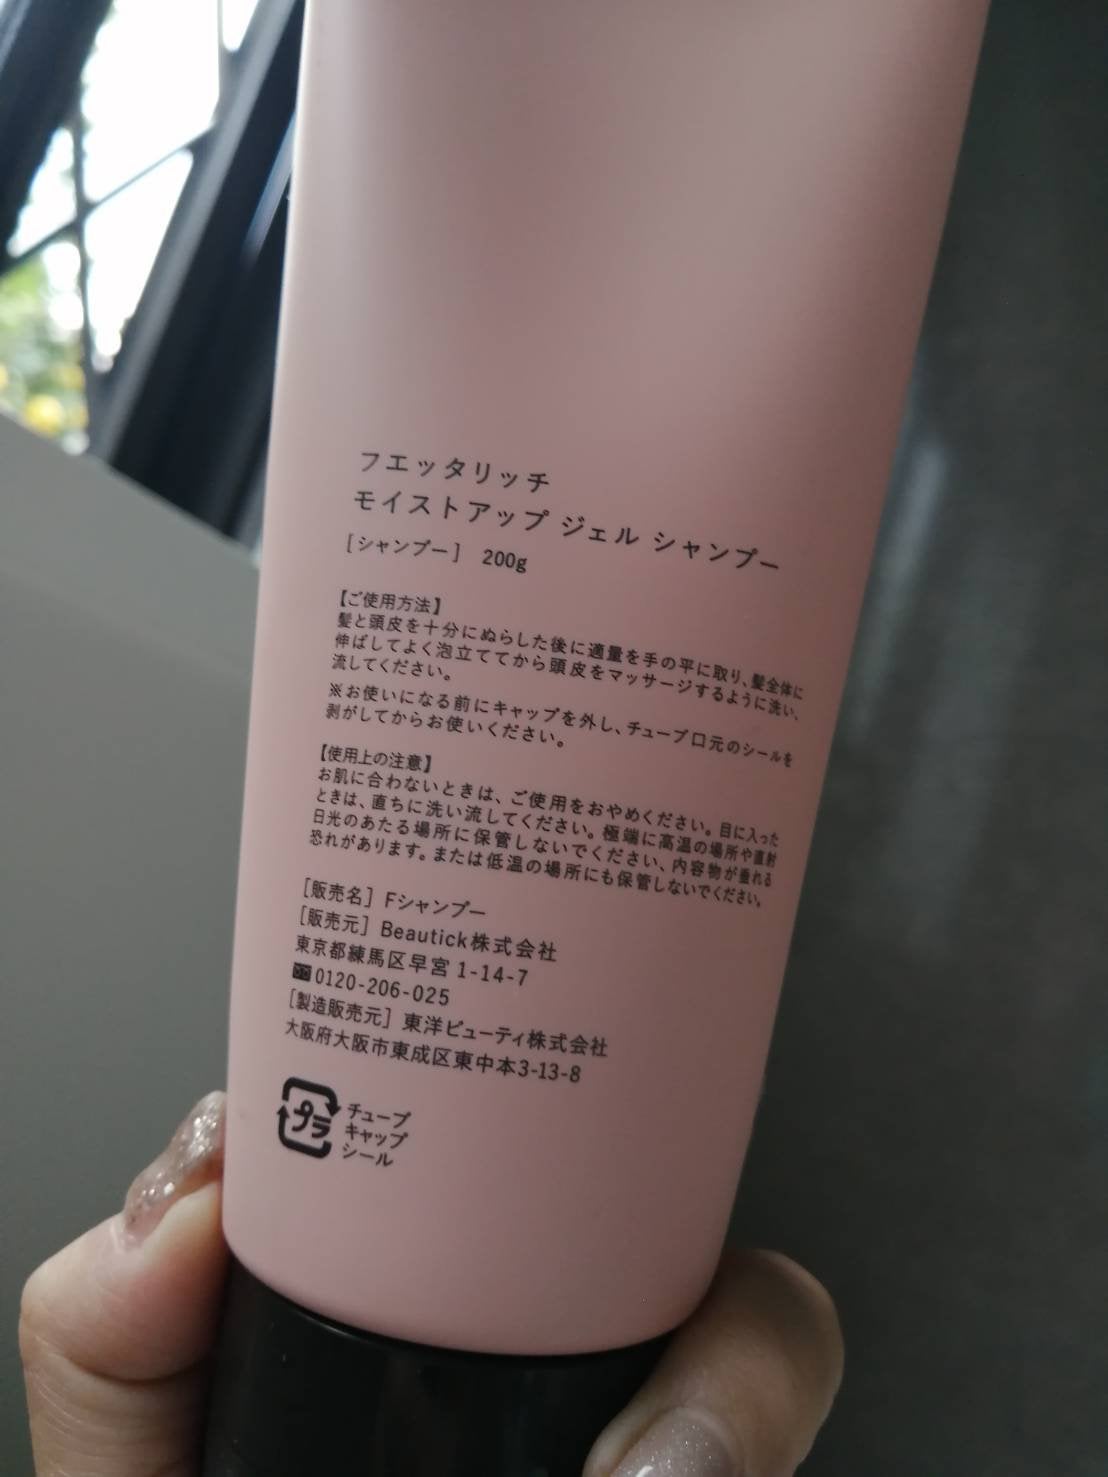 フエッタリッチ
モイストアップ ジェル シャンプー
[シャンプー] 200g
【ご使用方法】
髪と頭皮を十分にぬらした後に適量を手の平に取り、髪全体に
伸ばしてよく泡立ててから頭皮をマッサージするように洗い、
流してください。
※お使いになる前にキャップを外し、チューブ口元のシールを
剥がしてからお使いください。
【使用上の注意】
お肌に合わないときは、ご使用をおやめください。目に入った
ときは、直ちに洗い流してください。極端に高温の場所や直射
日光のあたる場所に保管しないでください、内容物が垂れる
恐れがあります。または低温の場所にも保管しないでください。
[販売名] Fシャンプー
[販売元] Beautick株式会社
東京都練馬区早宮 1-14-7
0120-206-025
[製造販売元] 東洋ビューティ株式会社
大阪府大阪市東成区東中本3-13-8
プラ
チューブ
キャップ
シール